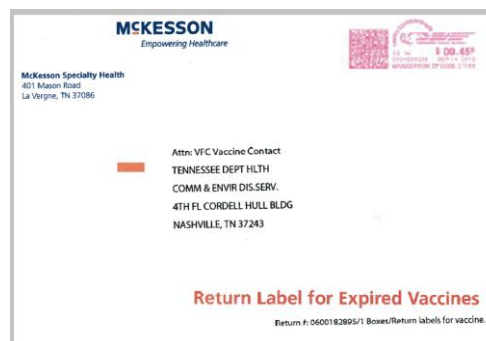 MCKESSON
Empowering Healthcare
$ 00.45⁰
McKesson Specialty Health
401 Mason Road
La Vergne, TN 37086
Attn: VFC Vaccine Contact
TENNESSEE DEPT HLTH
COMM & ENVIR DIS.SERV.
4TH FL CORDELL HULL BLDG
NASHVILLE, TN 37243
Return Label for Expired Vaccines
Return #: 0600182895/1 Boxes/Return labels for vaccine.